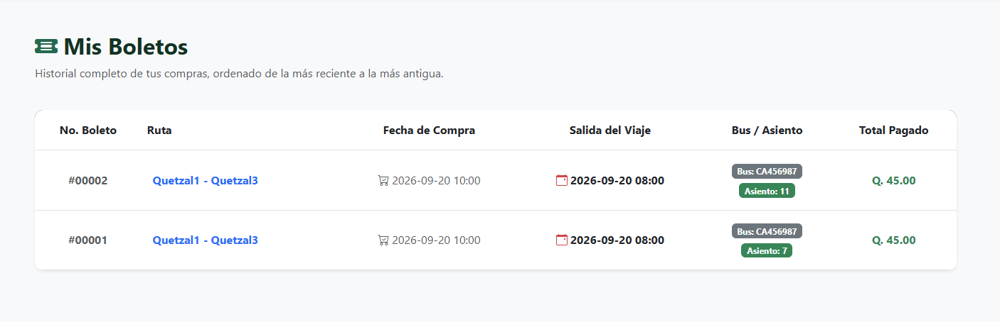 Mis Boletos
Historial completo de tus compras, ordenado de la más reciente a la más antigua.
No. Boleto Ruta Fecha de Compra Salida del Viaje Bus / Asiento Total Pagado
#00002 Quetzal1 - Quetzal3 2026-09-20 10:00 2026-09-20 08:00 Bus: CA456987 Q. 45.00
Asiento: 11
#00001 Quetzal1 - Quetzal3 2026-09-20 10:00 2026-09-20 08:00 Bus: CA456987 Q. 45.00
Asiento: 7